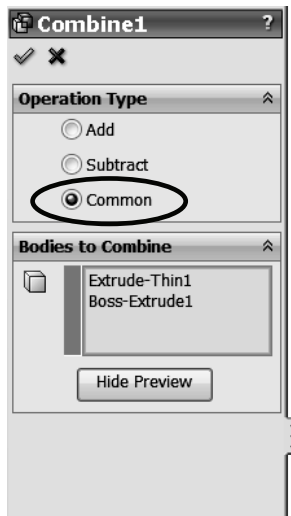 Combine1 ?
Operation Type
Add
Subtract
Common
Bodies to Combine
Extrude-Thin1
Boss-Extrude1
Hide Preview